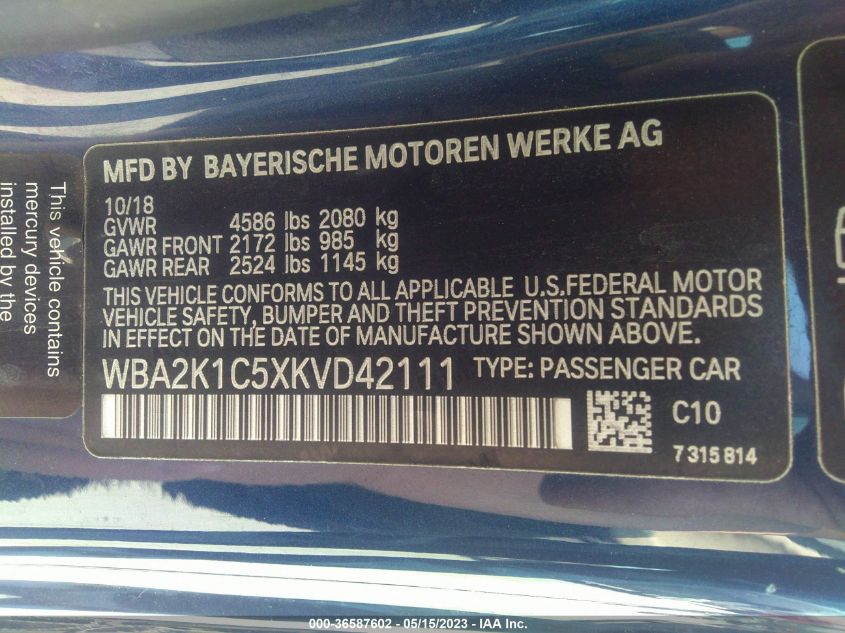 MFD BY BAYERISCHE MOTOREN WERKE AG
10/18
GVWR 4586 lbs 2080 kg
GAWR FRONT 2172 lbs 985 kg
GAWR REAR 2524 lbs 1145 kg
THIS VEHICLE CONFORMS TO ALL APPLICABLE U.S.FEDERAL MOTOR
VEHICLE SAFETY, BUMPER AND THEFT PREVENTION STANDARDS
IN EFFECT ON THE DATE OF MANUFACTURE SHOWN ABOVE.
WBA2K1C5XKVD42111 TYPE: PASSENGER CAR
C10
7315814
This vehicle contains
mercury devices
installed by the
000-36587602 - 05/15/2023 - IAA Inc.